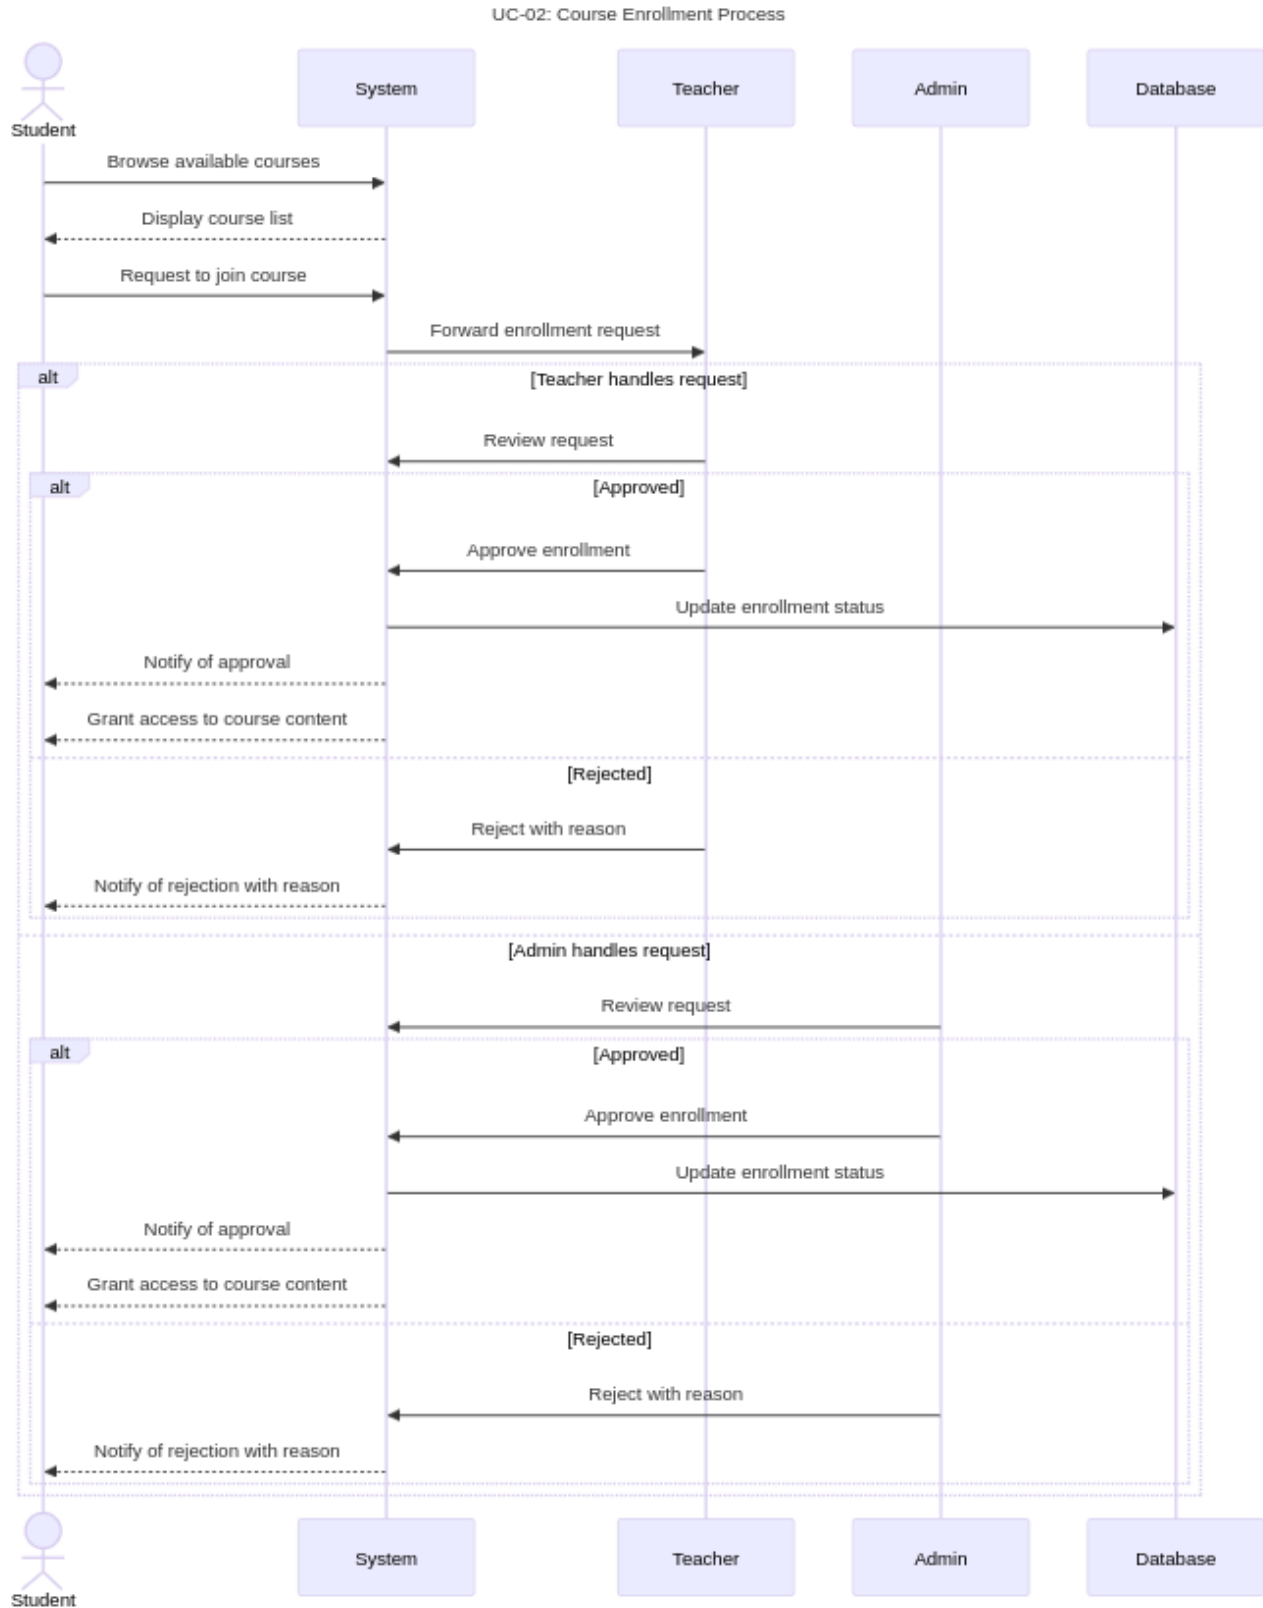 UC-02: Course Enrollment Process
Student
System
Teacher
Admin
Database
Browse available courses
Display course list
Request to join course
Forward enrollment request
alt
[Teacher handles request]
Review request
alt
[Approved]
Approve enrollment
Update enrollment status
Notify of approval
Grant access to course content
[Rejected]
Reject with reason
Notify of rejection with reason
[Admin handles request]
Review request
alt
[Approved]
Approve enrollment
Update enrollment status
Notify of approval
Grant access to course content
[Rejected]
Reject with reason
Notify of rejection with reason
Student
System
Teacher
Admin
Database